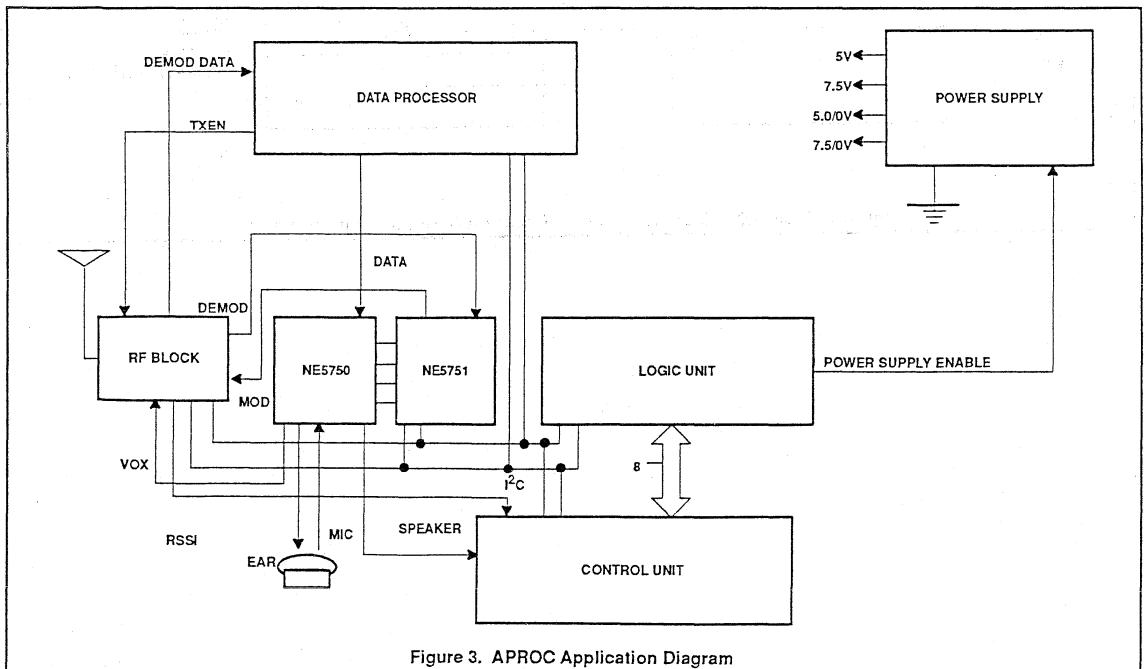 DEMOD DATA
DATA PROCESSOR
TXEN
5V
7.5V
5.0/0V
7.5/0V
POWER SUPPLY
DATA
DEMOD
RF BLOCK
NE5750
NE5751
LOGIC UNIT
POWER SUPPLY ENABLE
MOD
VOX
I²C
8
RSSI
MIC
SPEAKER
EAR
CONTROL UNIT
Figure 3. APROC Application Diagram